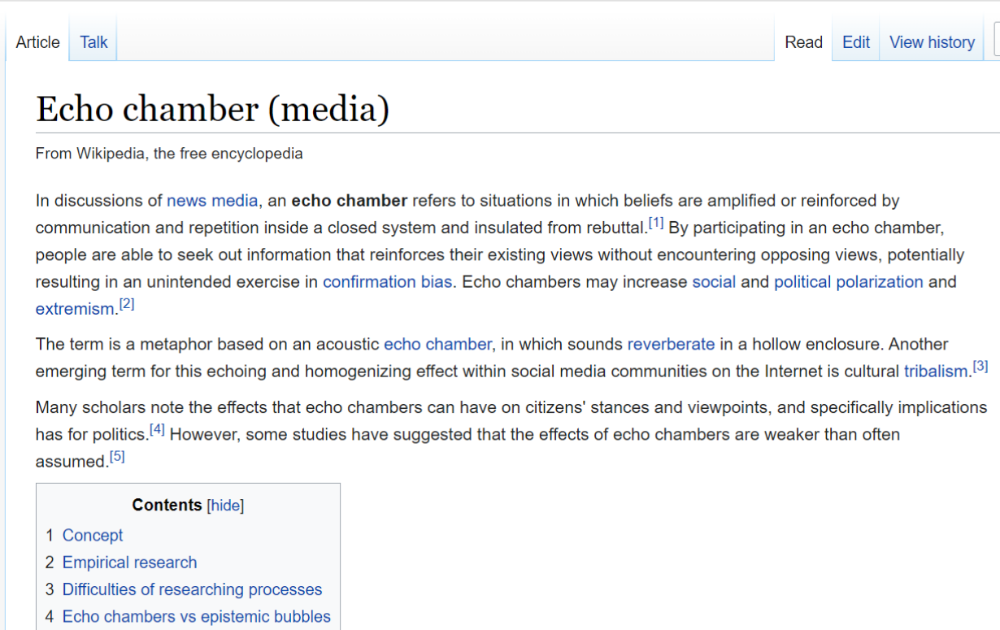 Article Talk Read Edit View history
Echo chamber (media)
From Wikipedia, the free encyclopedia
In discussions of news media, an echo chamber refers to situations in which beliefs are amplified or reinforced by
communication and repetition inside a closed system and insulated from rebuttal.[1] By participating in an echo chamber,
people are able to seek out information that reinforces their existing views without encountering opposing views, potentially
resulting in an unintended exercise in confirmation bias. Echo chambers may increase social and political polarization and
extremism.[2]
The term is a metaphor based on an acoustic echo chamber, in which sounds reverberate in a hollow enclosure. Another
emerging term for this echoing and homogenizing effect within social media communities on the Internet is cultural tribalism.[3]
Many scholars note the effects that echo chambers can have on citizens' stances and viewpoints, and specifically implications
has for politics.[4] However, some studies have suggested that the effects of echo chambers are weaker than often
assumed.[5]
Contents [hide]
1 Concept
2 Empirical research
3 Difficulties of researching processes
4 Echo chambers vs epistemic bubbles